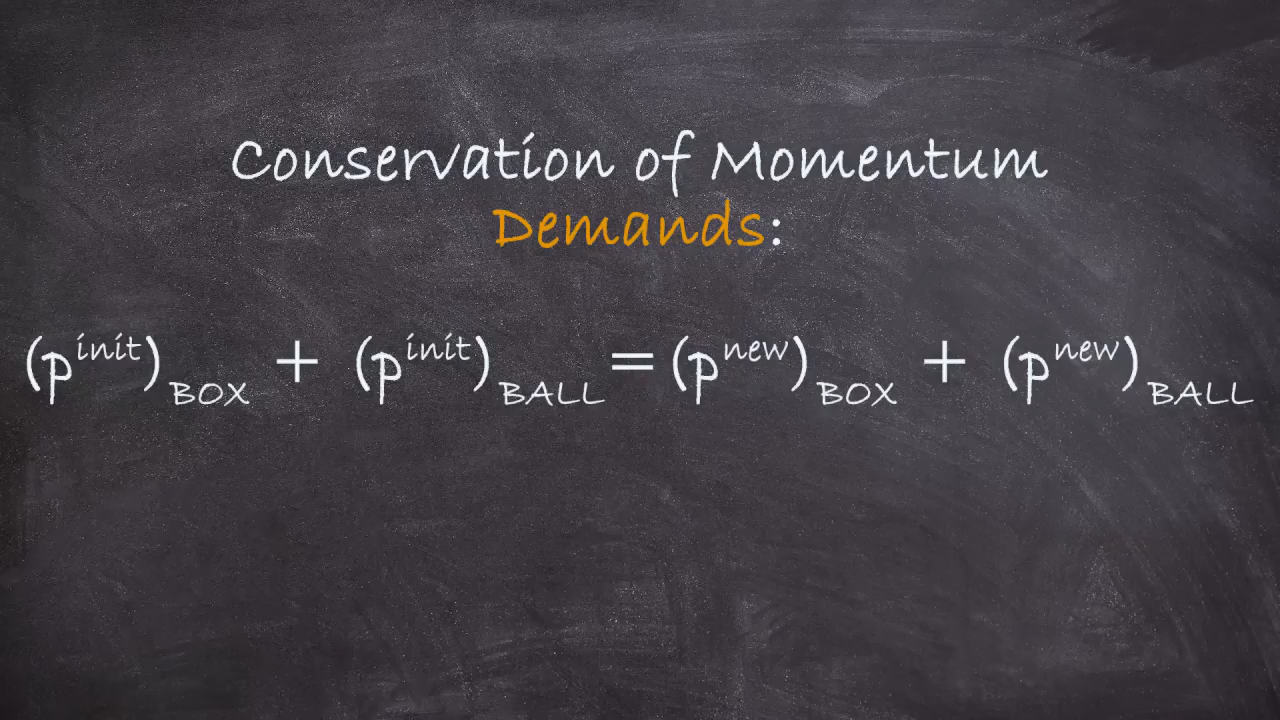 Conservation of Momentum
Demands:
(p^init)_BOX + (p^init)_BALL = (p^new)_BOX + (p^new)_BALL